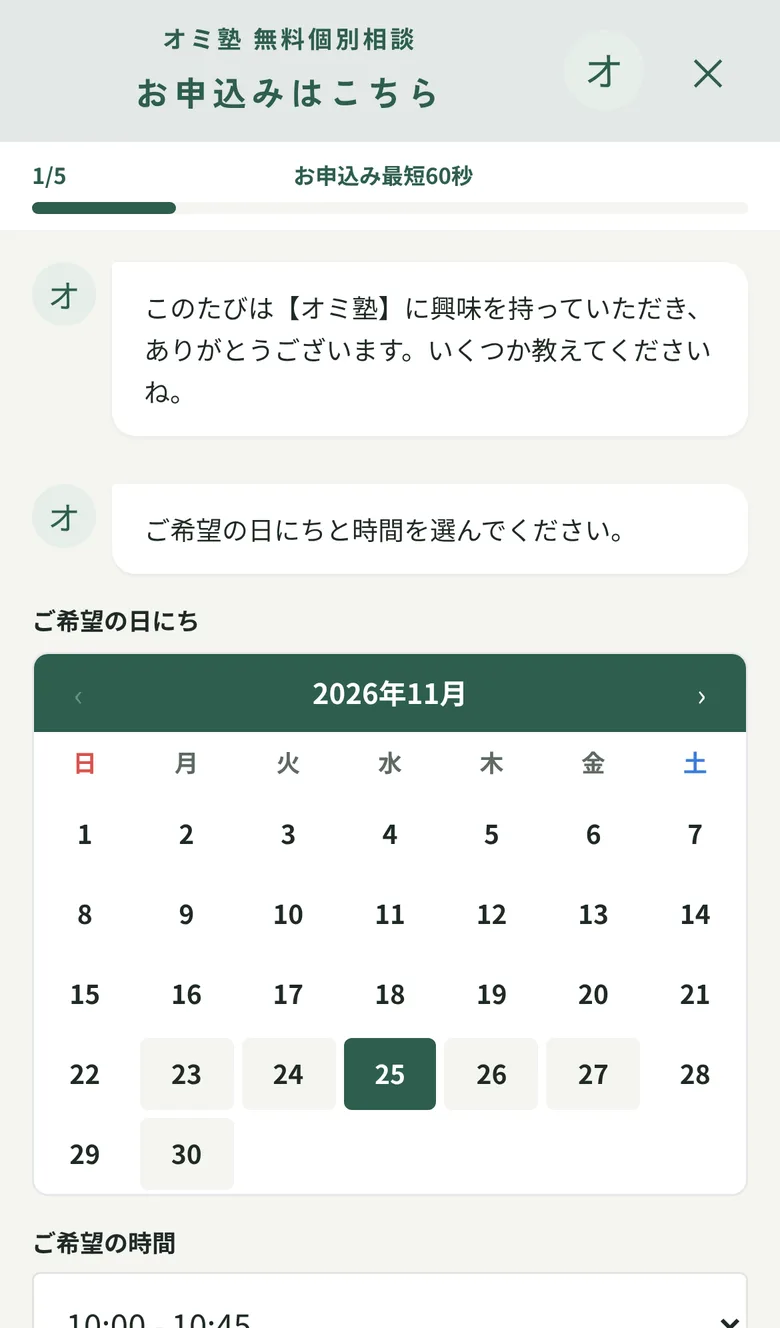 オミ塾 無料個別相談
お申込みはこちら
オ
1/5
お申込み最短60秒
オ
このたびは【オミ塾】に興味を持っていただき、
ありがとうございます。いくつか教えてください
ね。
オ
ご希望の日にちと時間を選んでください。
ご希望の日にち
‹ 2026年11月 ›
日 月 火 水 木 金 土
1 2 3 4 5 6 7
8 9 10 11 12 13 14
15 16 17 18 19 20 21
22 23 24 25 26 27 28
29 30
ご希望の時間
10:00 - 10:45